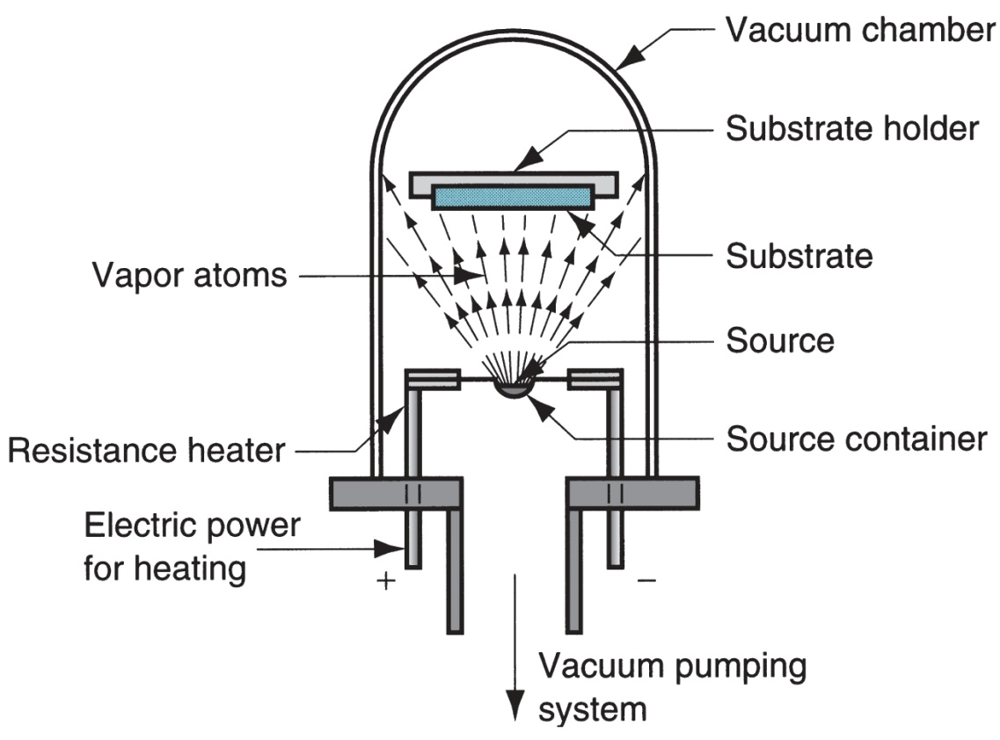 Vacuum chamber
Substrate holder
Substrate
Vapor atoms
Source
Source container
Resistance heater
Electric power
for heating
+
−
Vacuum pumping
system